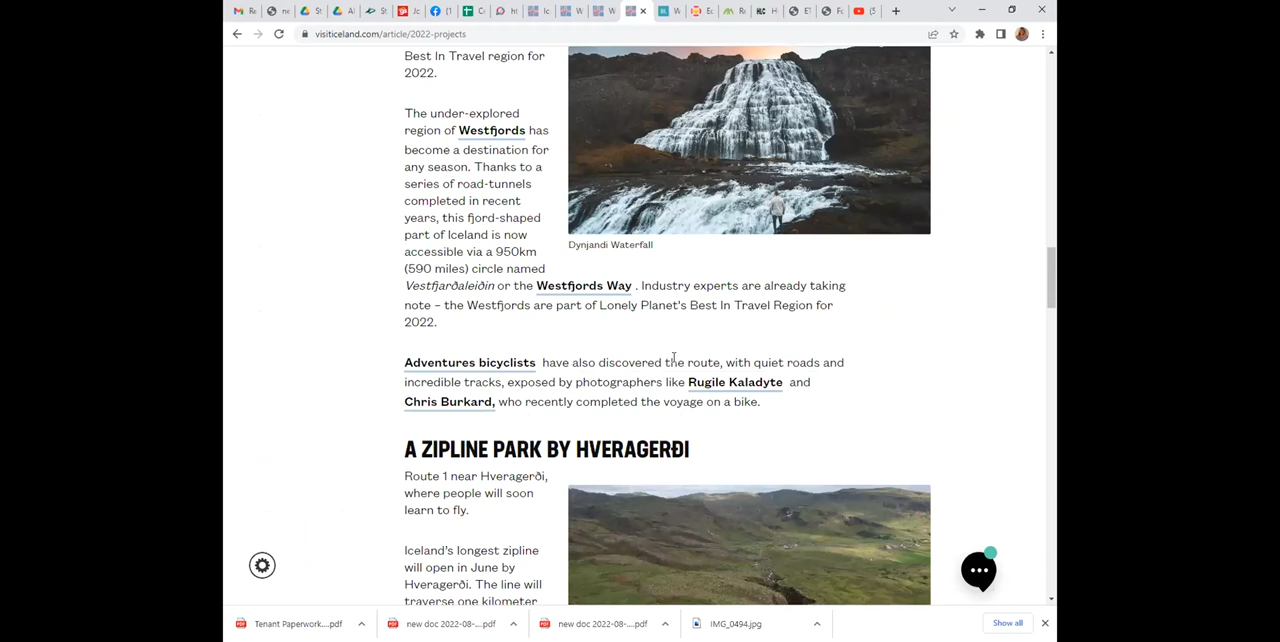 visiticeland.com/article/2022-projects
Best In Travel region for
2022.
The under-explored
region of Westfjords has
become a destination for
any season. Thanks to a
series of road-tunnels
completed in recent
years, this fjord-shaped
part of Iceland is now
accessible via a 950km
(590 miles) circle named
Vestfjarðaleiðin or the Westfjords Way . Industry experts are already taking
note – the Westfjords are part of Lonely Planet's Best In Travel Region for
2022.
Dynjandi Waterfall
Adventures bicyclists have also discovered the route, with quiet roads and
incredible tracks, exposed by photographers like Rugile Kaladyte and
Chris Burkard, who recently completed the voyage on a bike.
A ZIPLINE PARK BY HVERAGERÐI
Route 1 near Hveragerði,
where people will soon
learn to fly.
Iceland's longest zipline
will open in June by
Hveragerði. The line will
traverse one kilometer
Tenant Paperwork....pdf
new doc 2022-08-....pdf
new doc 2022-08-....pdf
IMG_0494.jpg
Show all